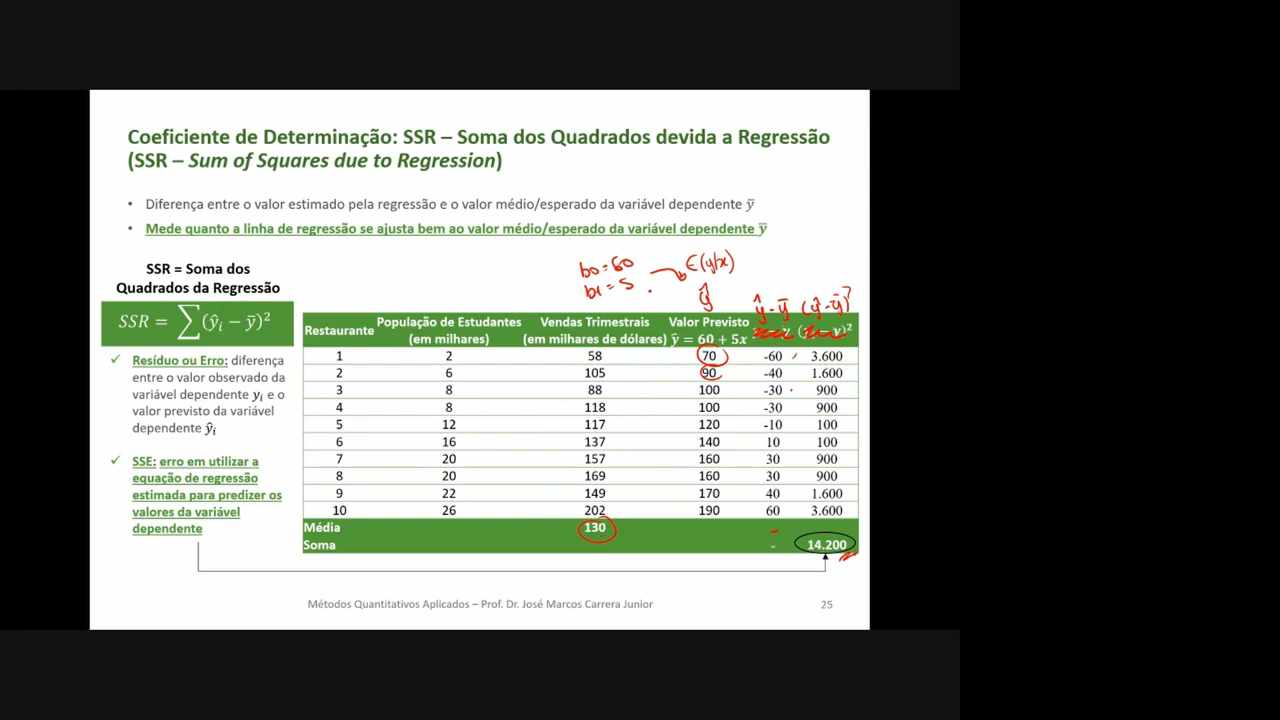 Coeficiente de Determinação: SSR – Soma dos Quadrados devida a Regressão
(SSR – Sum of Squares due to Regression)
• Diferença entre o valor estimado pela regressão e o valor médio/esperado da variável dependente ȳ
• Mede quanto a linha de regressão se ajusta bem ao valor médio/esperado da variável dependente ȳ
SSR = Soma dos
Quadrados da Regressão
SSR = ∑(ŷᵢ − ȳ)²
✓ Resíduo ou Erro: diferença
entre o valor observado da
variável dependente yᵢ e o
valor previsto da variável
dependente ŷᵢ
✓ SSE: erro em utilizar a
equação de regressão
estimada para predizer os
valores da variável
dependente
b0 = 60
b1 = 5
E(y/x)
ŷ
ŷ - ȳ (ŷ - ȳ)²
Restaurante População de Estudantes (em milhares) Vendas Trimestrais (em milhares de dólares) Valor Previsto ŷ = 60 + 5x
1 2 58 70 -60 3.600
2 6 105 90 -40 1.600
3 8 88 100 -30 900
4 8 118 100 -30 900
5 12 117 120 -10 100
6 16 137 140 10 100
7 20 157 160 30 900
8 20 169 160 30 900
9 22 149 170 40 1.600
10 26 202 190 60 3.600
Média 130
Soma - 14.200
Métodos Quantitativos Aplicados – Prof. Dr. José Marcos Carrera Junior 25